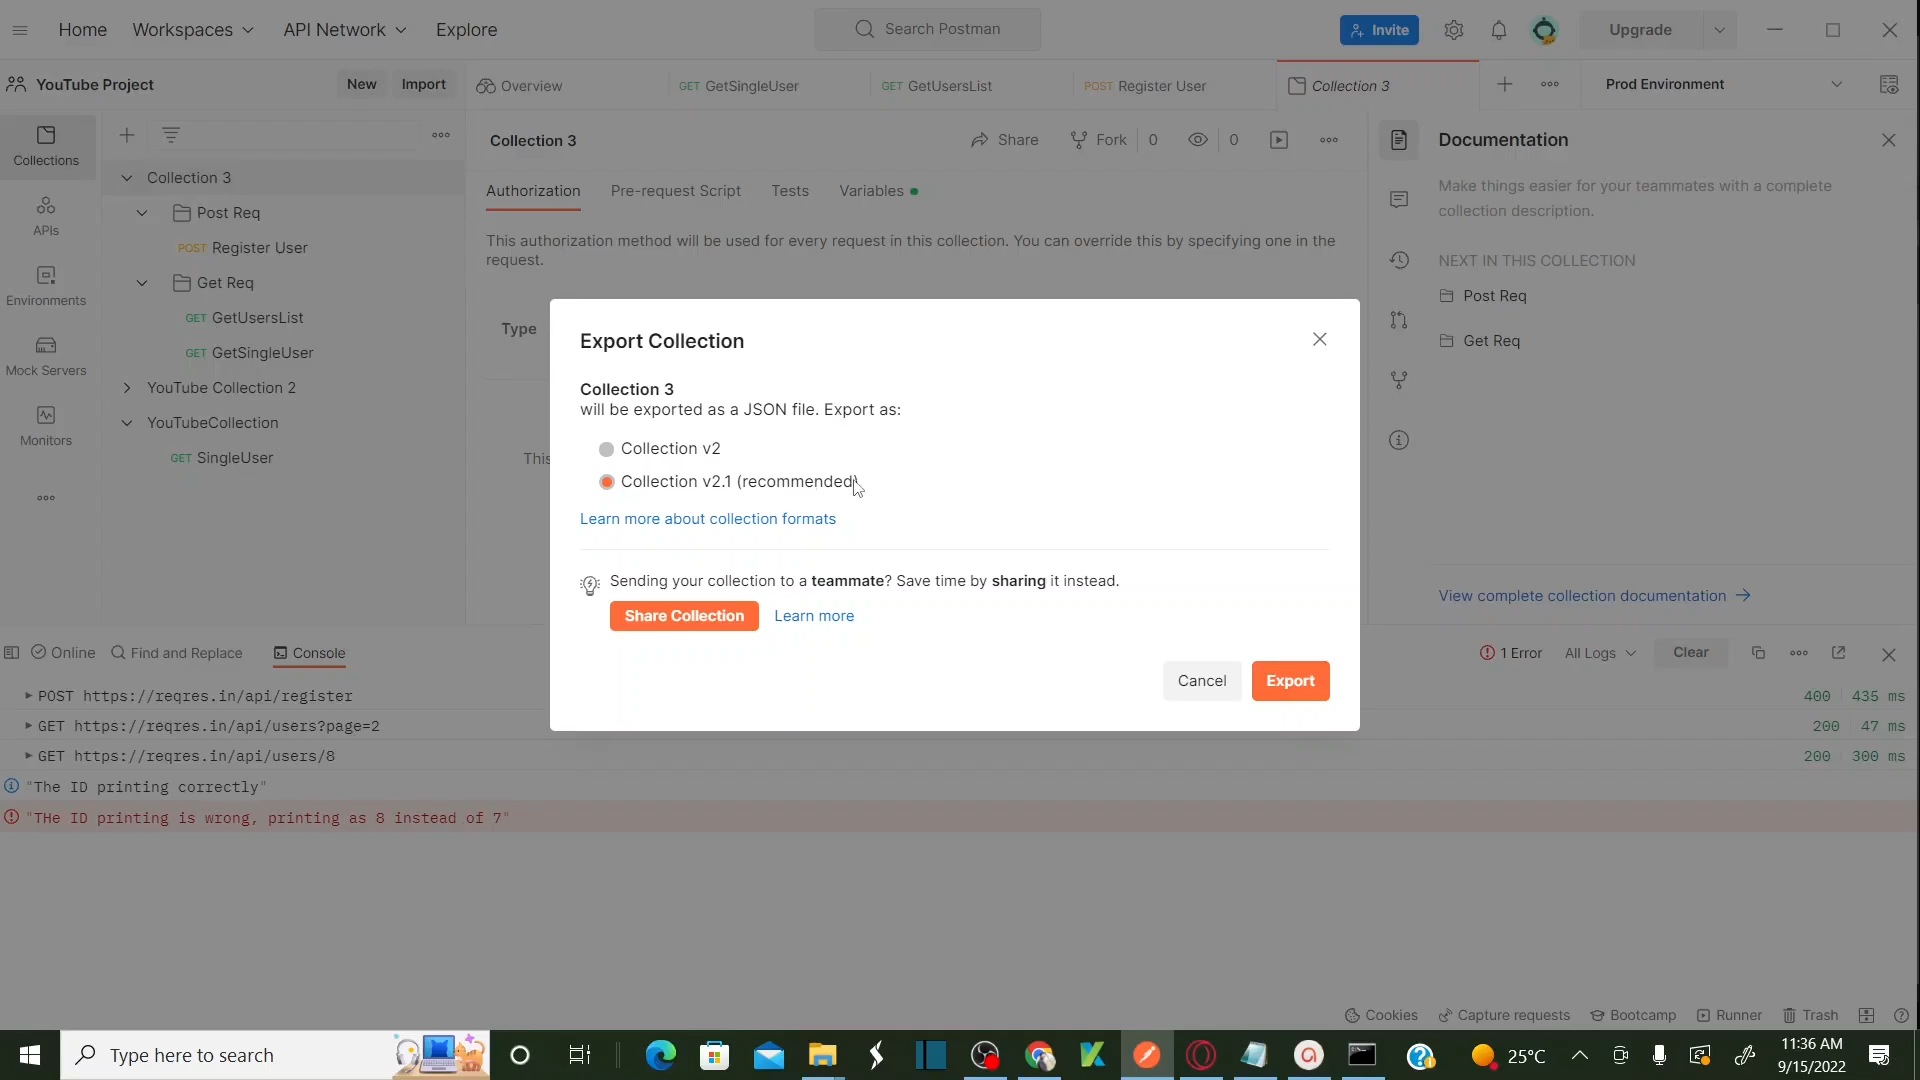 Home
Workspaces
API Network
Explore
Search Postman
Invite
Upgrade
YouTube Project
New
Import
Overview
GET GetSingleUser
GET GetUsersList
POST Register User
Collection 3
Prod Environment
Collections
APIs
Environments
Mock Servers
Monitors
Collection 3
Post Req
POST Register User
Get Req
GET GetUsersList
GET GetSingleUser
YouTube Collection 2
YouTubeCollection
GET SingleUser
Collection 3
Share
Fork 0
0
Authorization
Pre-request Script
Tests
Variables
This authorization method will be used for every request in this collection. You can override this by specifying one in the
request.
Type
This
Export Collection
Collection 3
will be exported as a JSON file. Export as:
Collection v2
Collection v2.1 (recommended)
Learn more about collection formats
Sending your collection to a teammate? Save time by sharing it instead.
Share Collection
Learn more
Cancel
Export
Documentation
Make things easier for your teammates with a complete
collection description.
NEXT IN THIS COLLECTION
Post Req
Get Req
View complete collection documentation
Online
Find and Replace
Console
1 Error
All Logs
Clear
POST https://reqres.in/api/register
400 435 ms
GET https://reqres.in/api/users?page=2
200 47 ms
GET https://reqres.in/api/users/8
200 300 ms
"The ID printing correctly"
"THe ID printing is wrong, printing as 8 instead of 7"
Cookies
Capture requests
Bootcamp
Runner
Trash
Type here to search
25°C
11:36 AM
9/15/2022